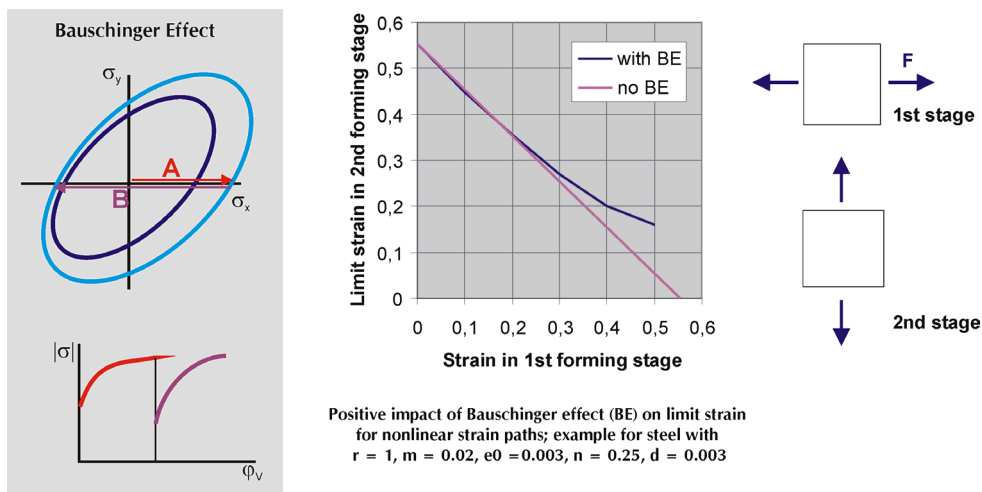 Bauschinger Effect
σy
A
B
σx
|σ|
φV
0,6
0,5
0,4
0,3
0,2
0,1
0
Limit strain in 2nd forming stage
with BE
no BE
0 0,1 0,2 0,3 0,4 0,5 0,6
Strain in 1st forming stage
Positive impact of Bauschinger effect (BE) on limit strain
for nonlinear strain paths; example for steel with
r = 1, m = 0.02, e0 =0.003, n = 0.25, d = 0.003
F
1st stage
2nd stage